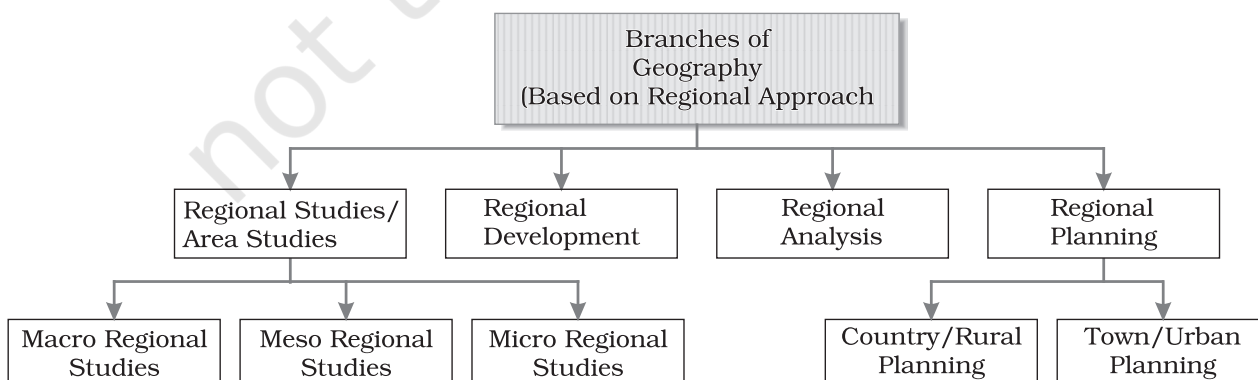 not
Branches of
Geography
(Based on Regional Approach
Regional Studies/
Area Studies
Regional
Development
Regional
Analysis
Regional
Planning
Macro Regional
Studies
Meso Regional
Studies
Micro Regional
Studies
Country/Rural
Planning
Town/Urban
Planning